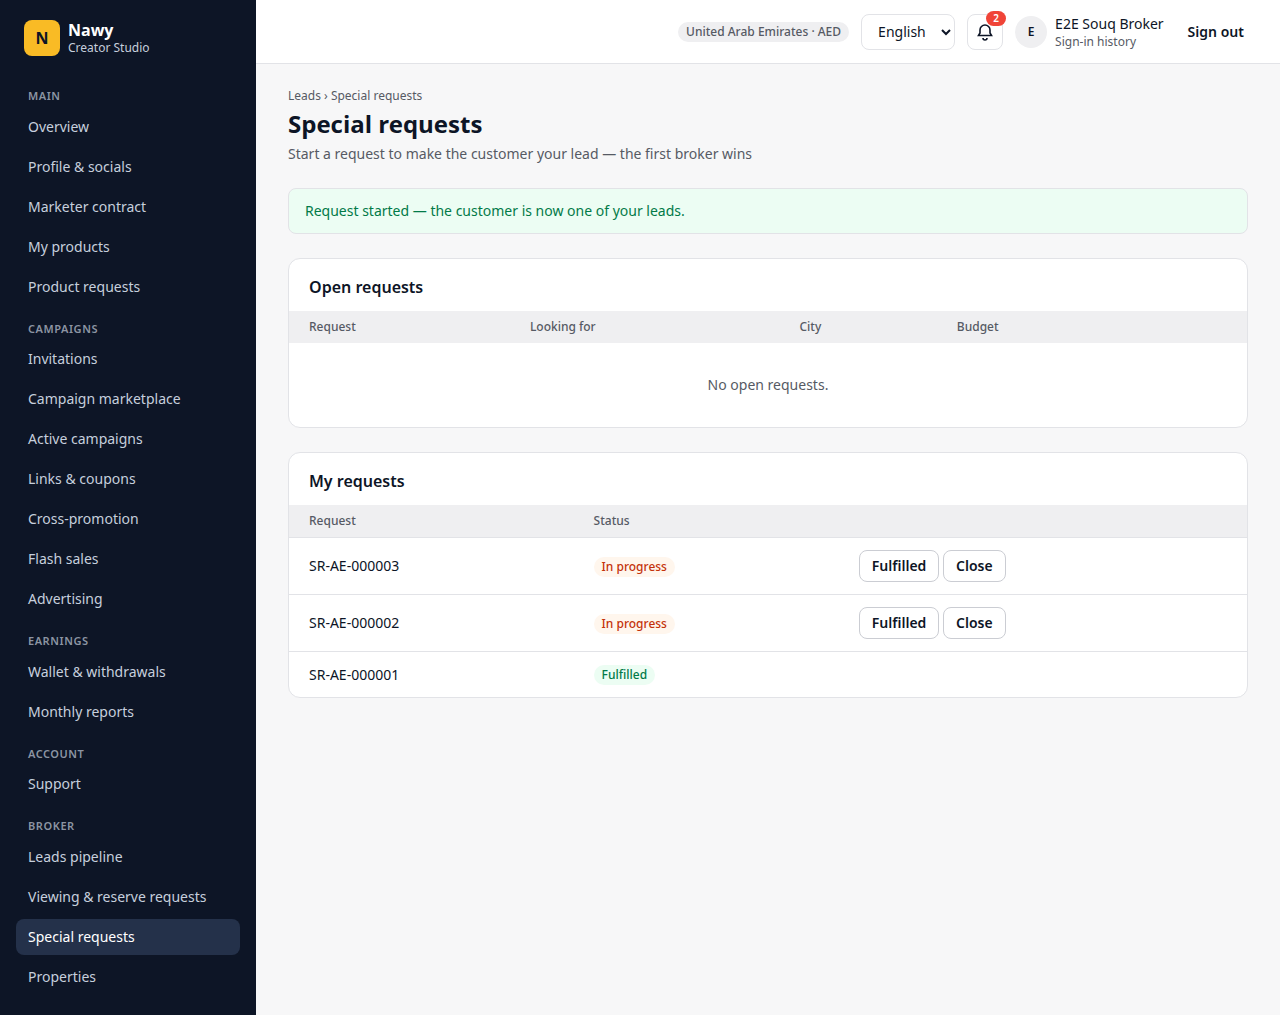 N
Nawy
Creator Studio
MAIN
Overview
Profile & socials
Marketer contract
My products
Product requests
CAMPAIGNS
Invitations
Campaign marketplace
Active campaigns
Links & coupons
Cross-promotion
Flash sales
Advertising
EARNINGS
Wallet & withdrawals
Monthly reports
ACCOUNT
Support
BROKER
Leads pipeline
Viewing & reserve requests
Special requests
Properties
United Arab Emirates · AED
English
2
E
E2E Souq Broker
Sign-in history
Sign out
Leads › Special requests
Special requests
Start a request to make the customer your lead — the first broker wins
Request started — the customer is now one of your leads.
Open requests
Request Looking for City Budget
No open requests.
My requests
Request Status
SR-AE-000003 In progress Fulfilled Close
SR-AE-000002 In progress Fulfilled Close
SR-AE-000001 Fulfilled